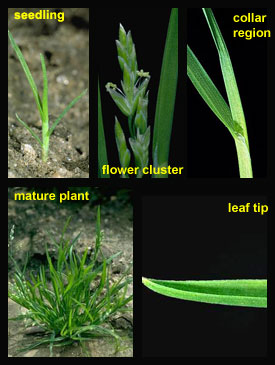 seedling
collar
region
flower cluster
mature plant
leaf tip